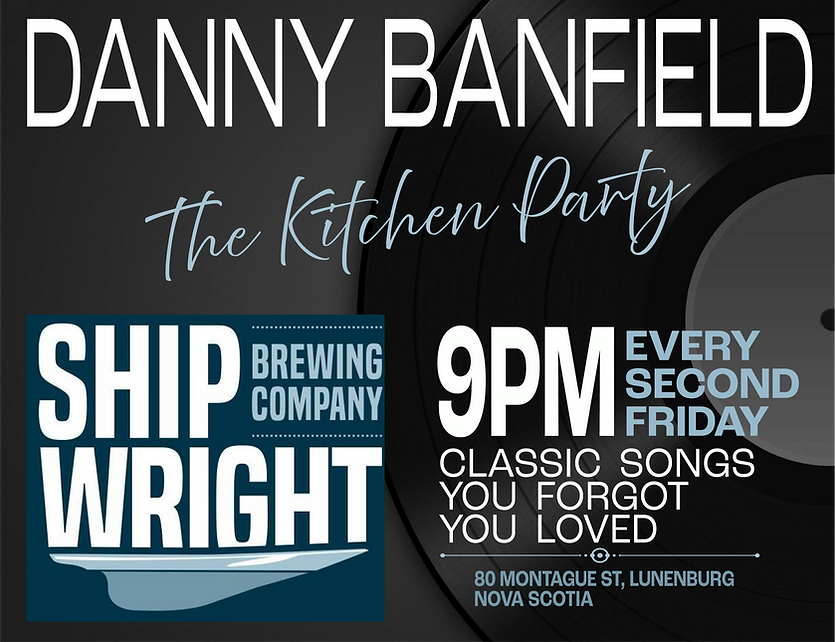 DANNY BANFIELD
The Kitchen Party
SHIP
BREWING
COMPANY
WRIGHT
9PM
EVERY
SECOND
FRIDAY
CLASSIC SONGS
YOU FORGOT
YOU LOVED
80 MONTAGUE ST, LUNENBURG
NOVA SCOTIA